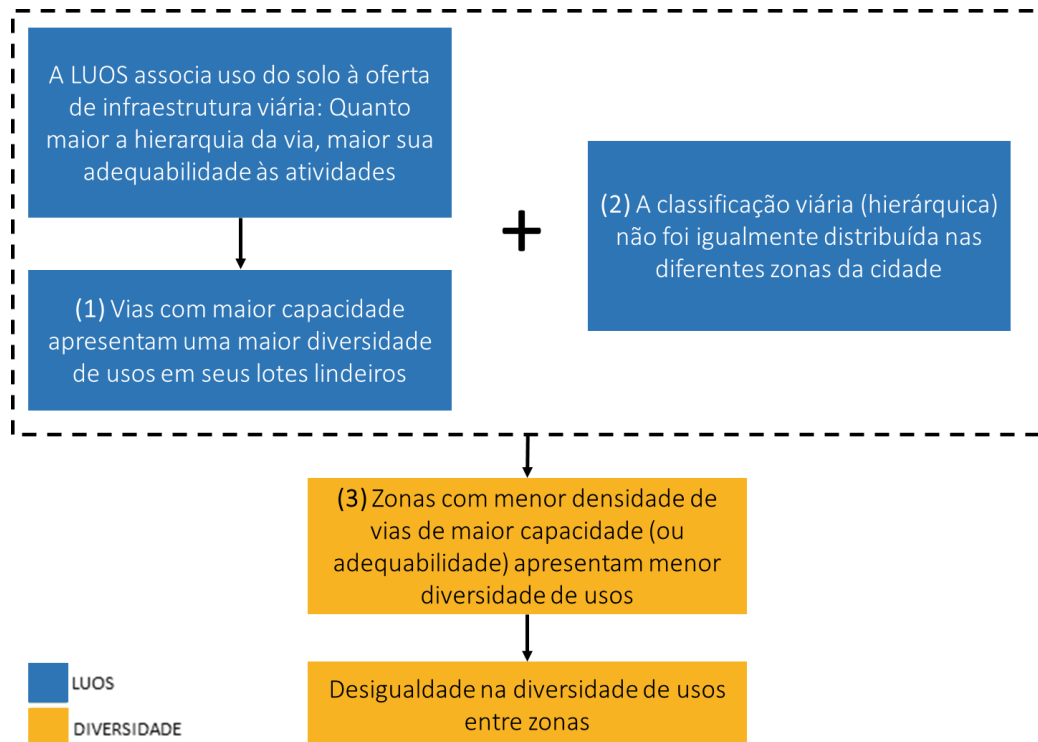 A LUOS associa uso do solo à oferta
de infraestrutura viária: Quanto
maior a hierarquia da via, maior sua
adequabilidade às atividades
(1) Vias com maior capacidade
apresentam uma maior diversidade
de usos em seus lotes lindeiros
+
(2) A classificação viária (hierárquica)
não foi igualmente distribuída nas
diferentes zonas da cidade
(3) Zonas com menor densidade de
vias de maior capacidade (ou
adequabilidade) apresentam menor
diversidade de usos
Desigualdade na diversidade de usos
entre zonas
LUOS
DIVERSIDADE